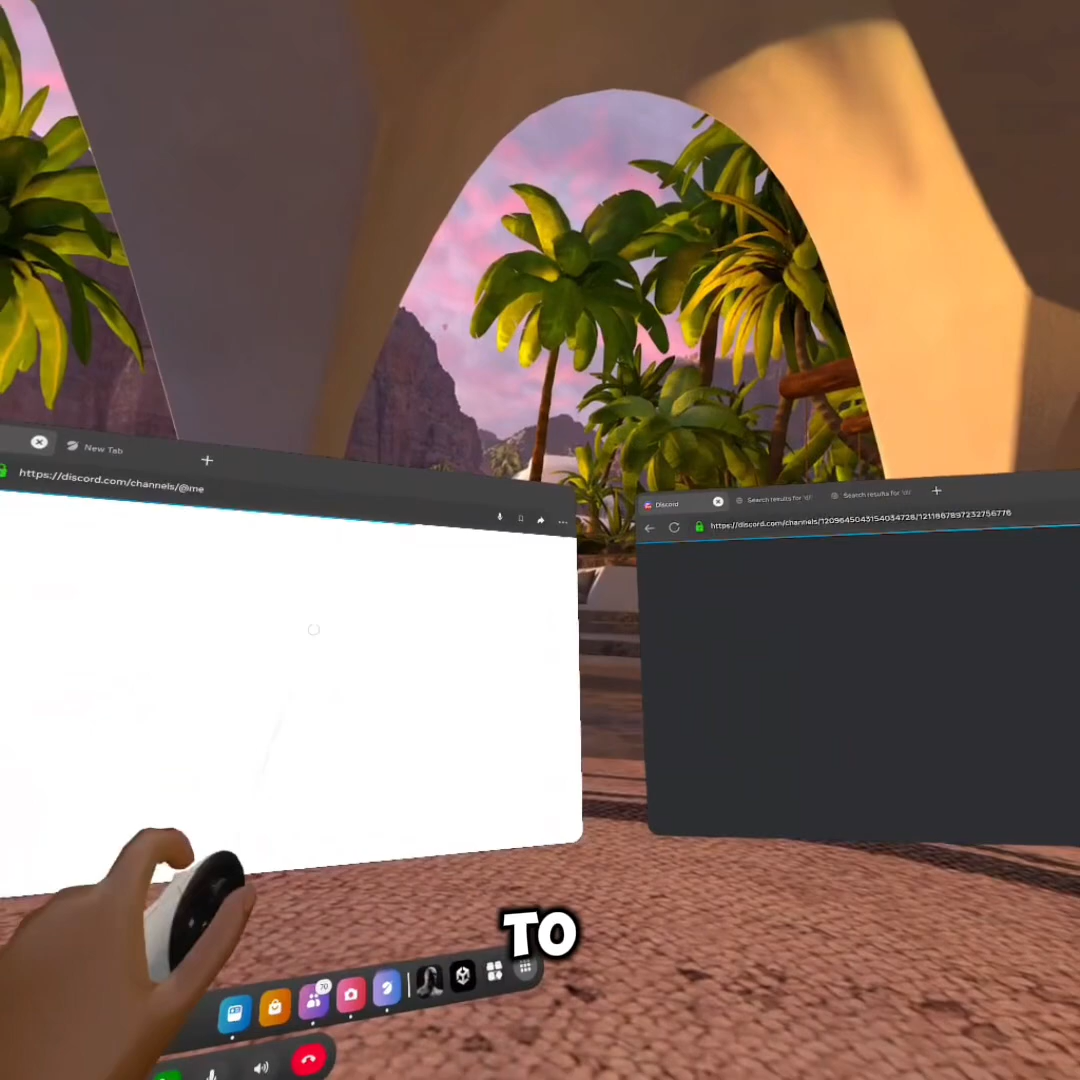 New Tab
https://discord.com/channels/@me
Discord
Search results for
Search results for
https://discord.com/channels/1209645043154034728/1211867897232756776
TO
70